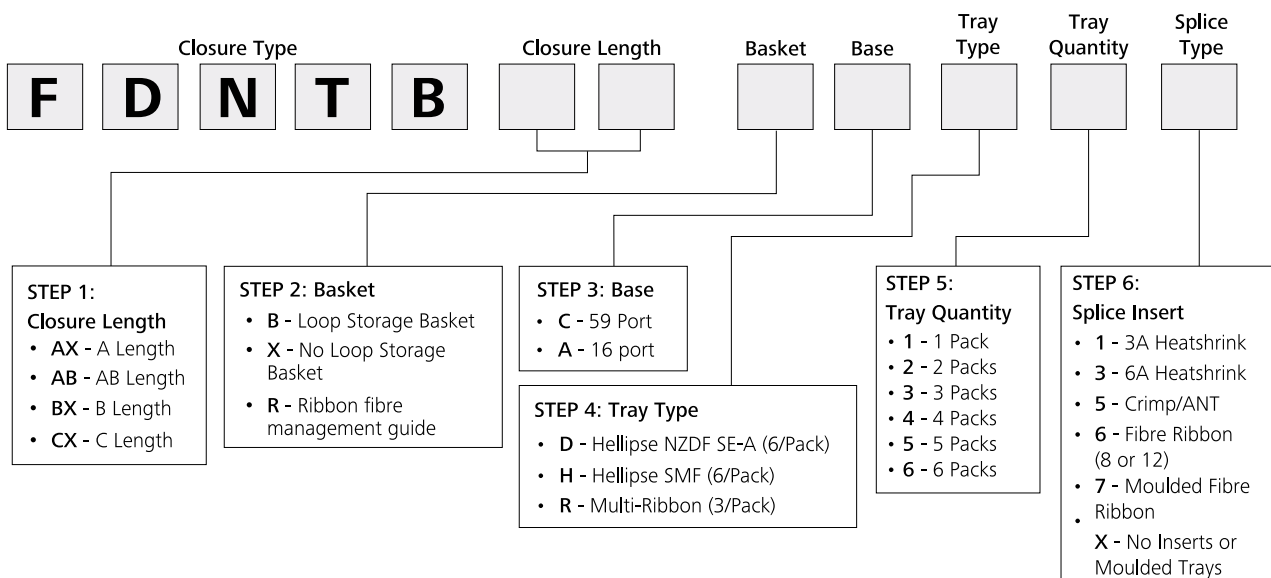 Closure Type
Closure Length
Basket
Base
Tray
Type
Tray
Quantity
Splice
Type
F D N T B
STEP 1:
Closure Length
• AX - A Length
• AB - AB Length
• BX - B Length
• CX - C Length
STEP 2: Basket
• B - Loop Storage Basket
• X - No Loop Storage
Basket
• R - Ribbon fibre
management guide
STEP 3: Base
• C - 59 Port
• A - 16 port
STEP 4: Tray Type
• D - Hellipse NZDF SE-A (6/Pack)
• H - Hellipse SMF (6/Pack)
• R - Multi-Ribbon (3/Pack)
STEP 5:
Tray Quantity
• 1 - 1 Pack
• 2 - 2 Packs
• 3 - 3 Packs
• 4 - 4 Packs
• 5 - 5 Packs
• 6 - 6 Packs
STEP 6:
Splice Insert
• 1 - 3A Heatshrink
• 3 - 6A Heatshrink
• 5 - Crimp/ANT
• 6 - Fibre Ribbon
(8 or 12)
• 7 - Moulded Fibre
Ribbon
•
X - No Inserts or
Moulded Trays